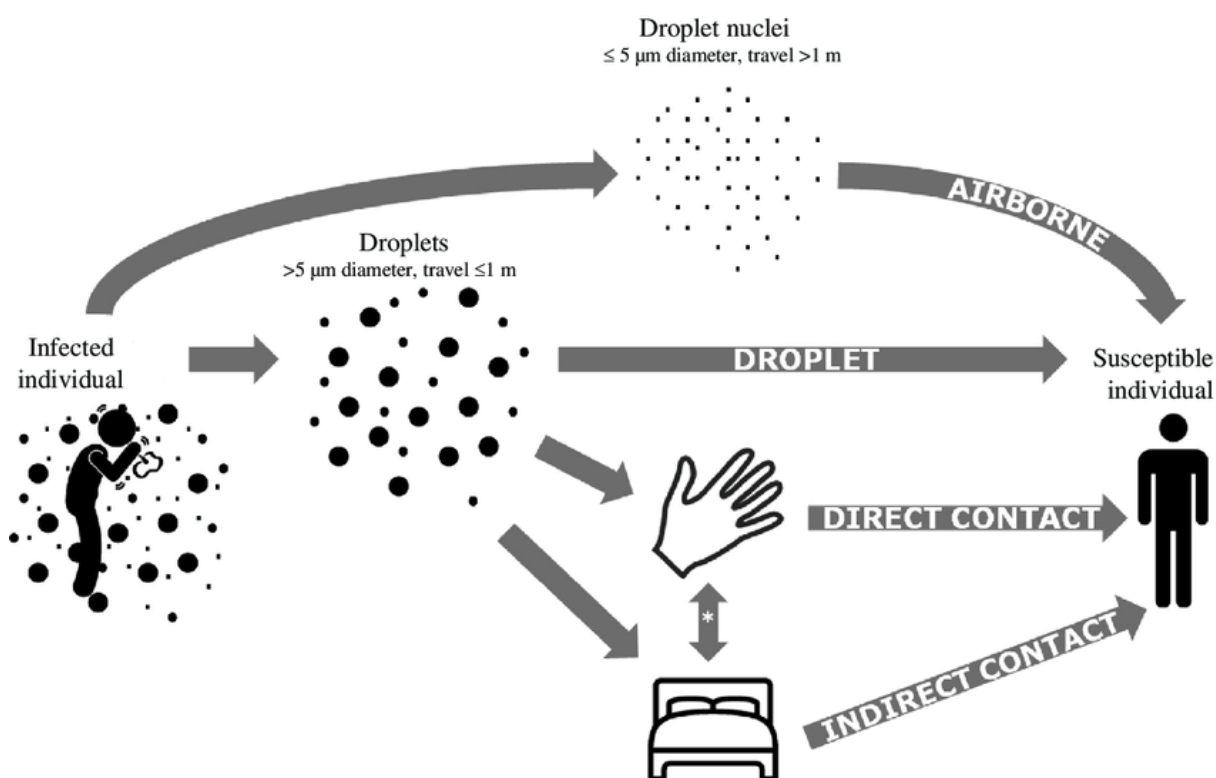 Droplet nuclei
≤ 5 μm diameter, travel >1 m
AIRBORNE
Droplets
>5 μm diameter, travel ≤1 m
Infected
individual
DROPLET
Susceptible
individual
DIRECT CONTACT
*
INDIRECT CONTACT